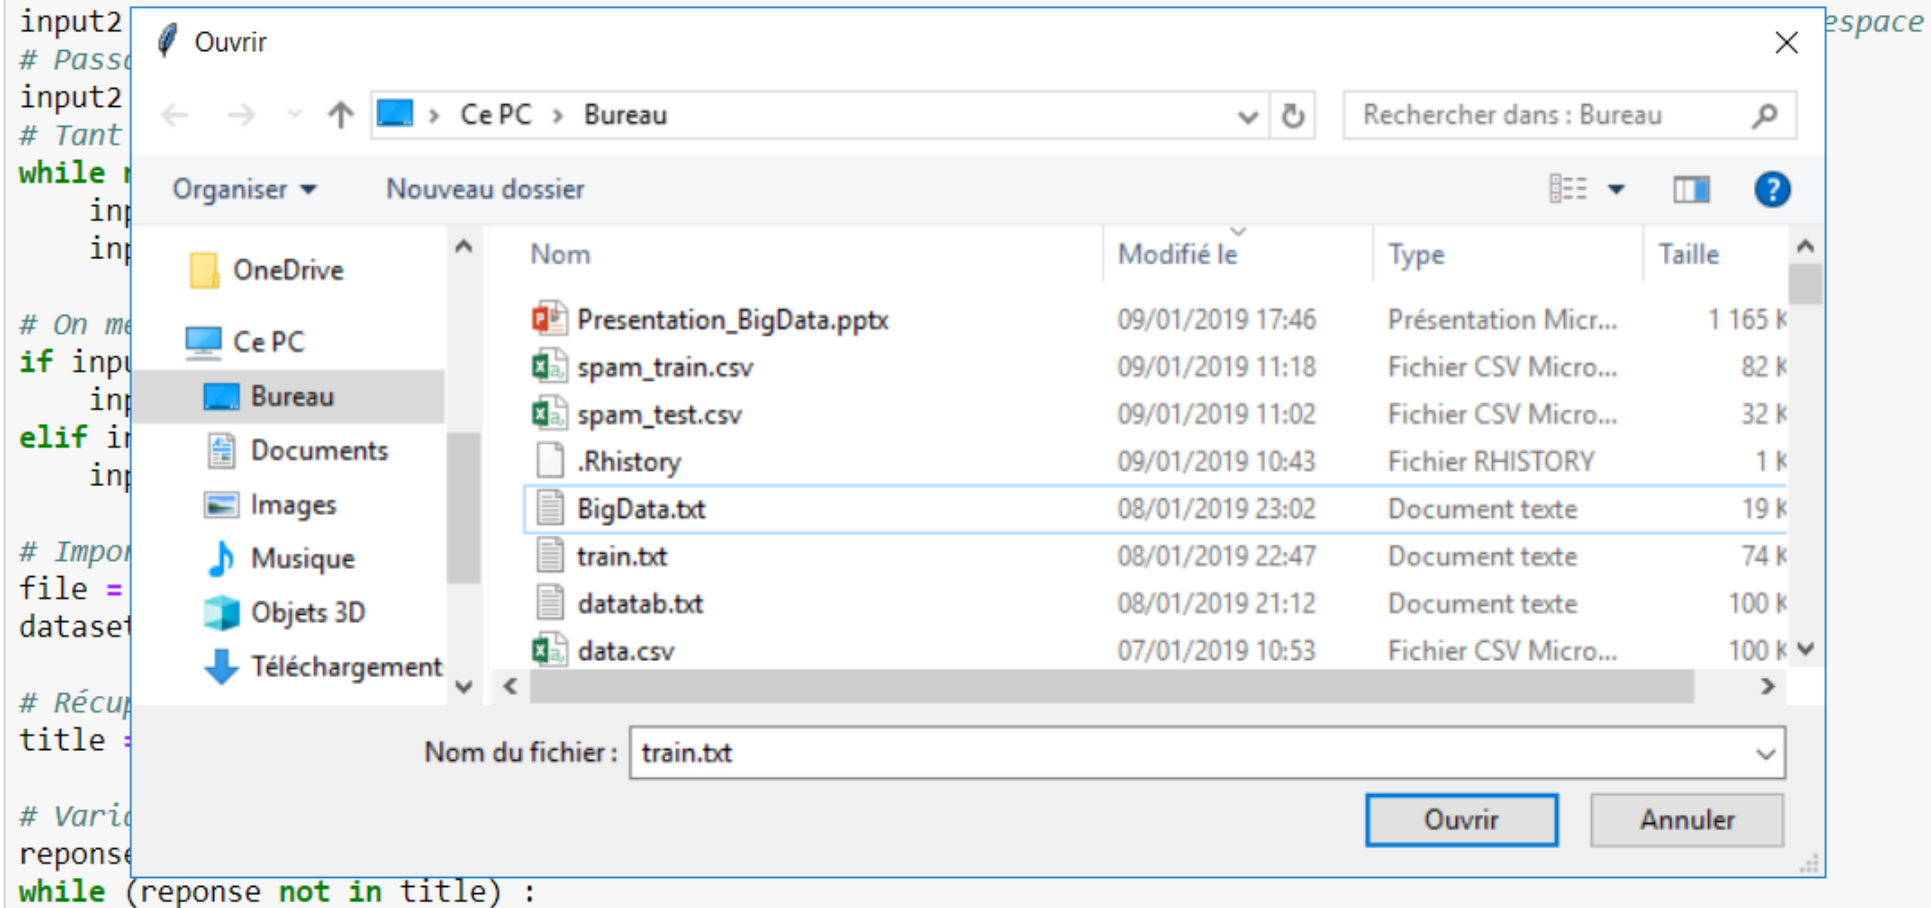 input2
espace
Ouvrir
# Passa
input2
Ce PC > Bureau
Rechercher dans : Bureau
# Tant
while
Organiser
Nouveau dossier
inp
inp
Nom
Modifié le
Type
Taille
OneDrive
Presentation_BigData.pptx 09/01/2019 17:46 Présentation Micr... 1 165 K
# On me
Ce PC
if inpu
spam_train.csv 09/01/2019 11:18 Fichier CSV Micro... 82 K
Bureau
inp
spam_test.csv 09/01/2019 11:02 Fichier CSV Micro... 32 K
elif in
Documents
.Rhistory 09/01/2019 10:43 Fichier RHISTORY 1 K
inp
Images
BigData.txt 08/01/2019 23:02 Document texte 19 K
# Impor
Musique
train.txt 08/01/2019 22:47 Document texte 74 K
file =
Objets 3D
datatab.txt 08/01/2019 21:12 Document texte 100 K
dataset
Téléchargement
data.csv 07/01/2019 10:53 Fichier CSV Micro... 100 K
# Récup
title =
Nom du fichier : train.txt
# Varia
Ouvrir
Annuler
reponse
while (reponse not in title) :